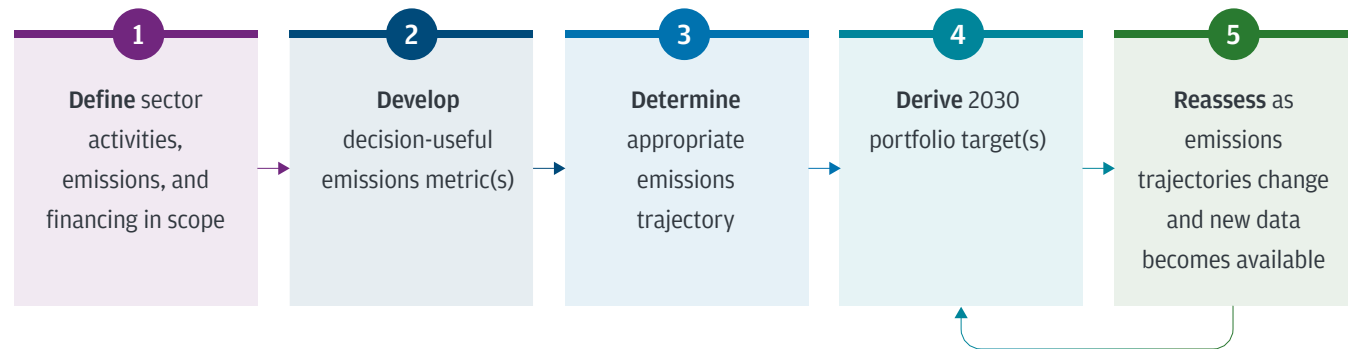 1
Define sector
activities,
emissions, and
financing in scope
2
Develop
decision-useful
emissions metric(s)
3
Determine
appropriate
emissions
trajectory
4
Derive 2030
portfolio target(s)
5
Reassess as
emissions
trajectories change
and new data
becomes available